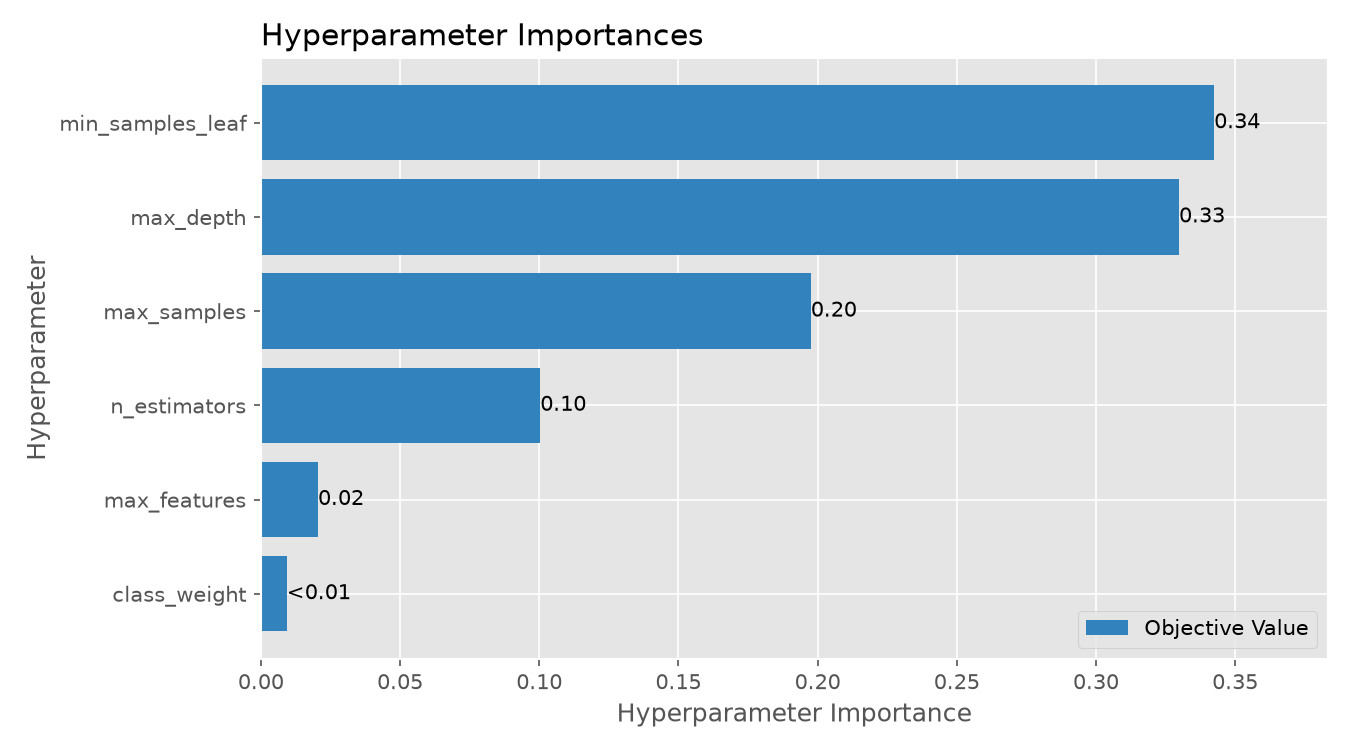 Hyperparameter Importances
Hyperparameter
min_samples_leaf
0.34
max_depth
0.33
max_samples
0.20
n_estimators
0.10
max_features
0.02
class_weight
<0.01
Objective Value
0.00 0.05 0.10 0.15 0.20 0.25 0.30 0.35
Hyperparameter Importance